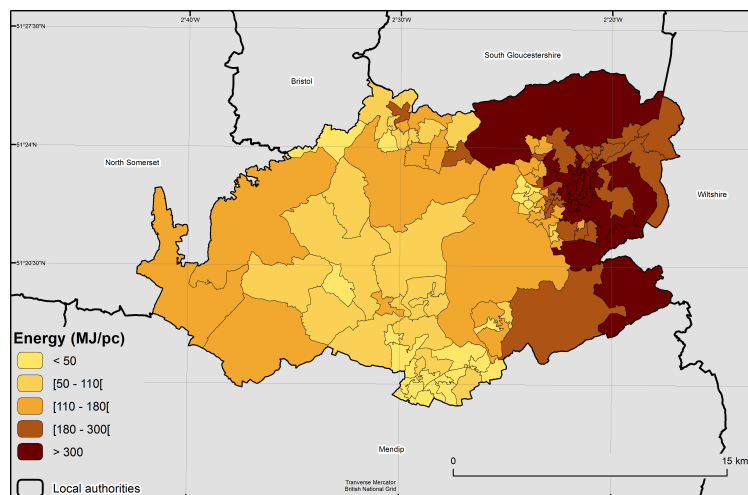 2°40'W
2°30'W
2°20'W
51°27'30"N
South Gloucestershire
Bristol
51°24'N
North Somerset
Wiltshire
51°20'30"N
Energy (MJ/pc)
< 50
[50 - 110[
[110 - 180[
[180 - 300[
> 300
Mendip
0
15 km
Tranverse Mercator
British National Grid
Local authorities